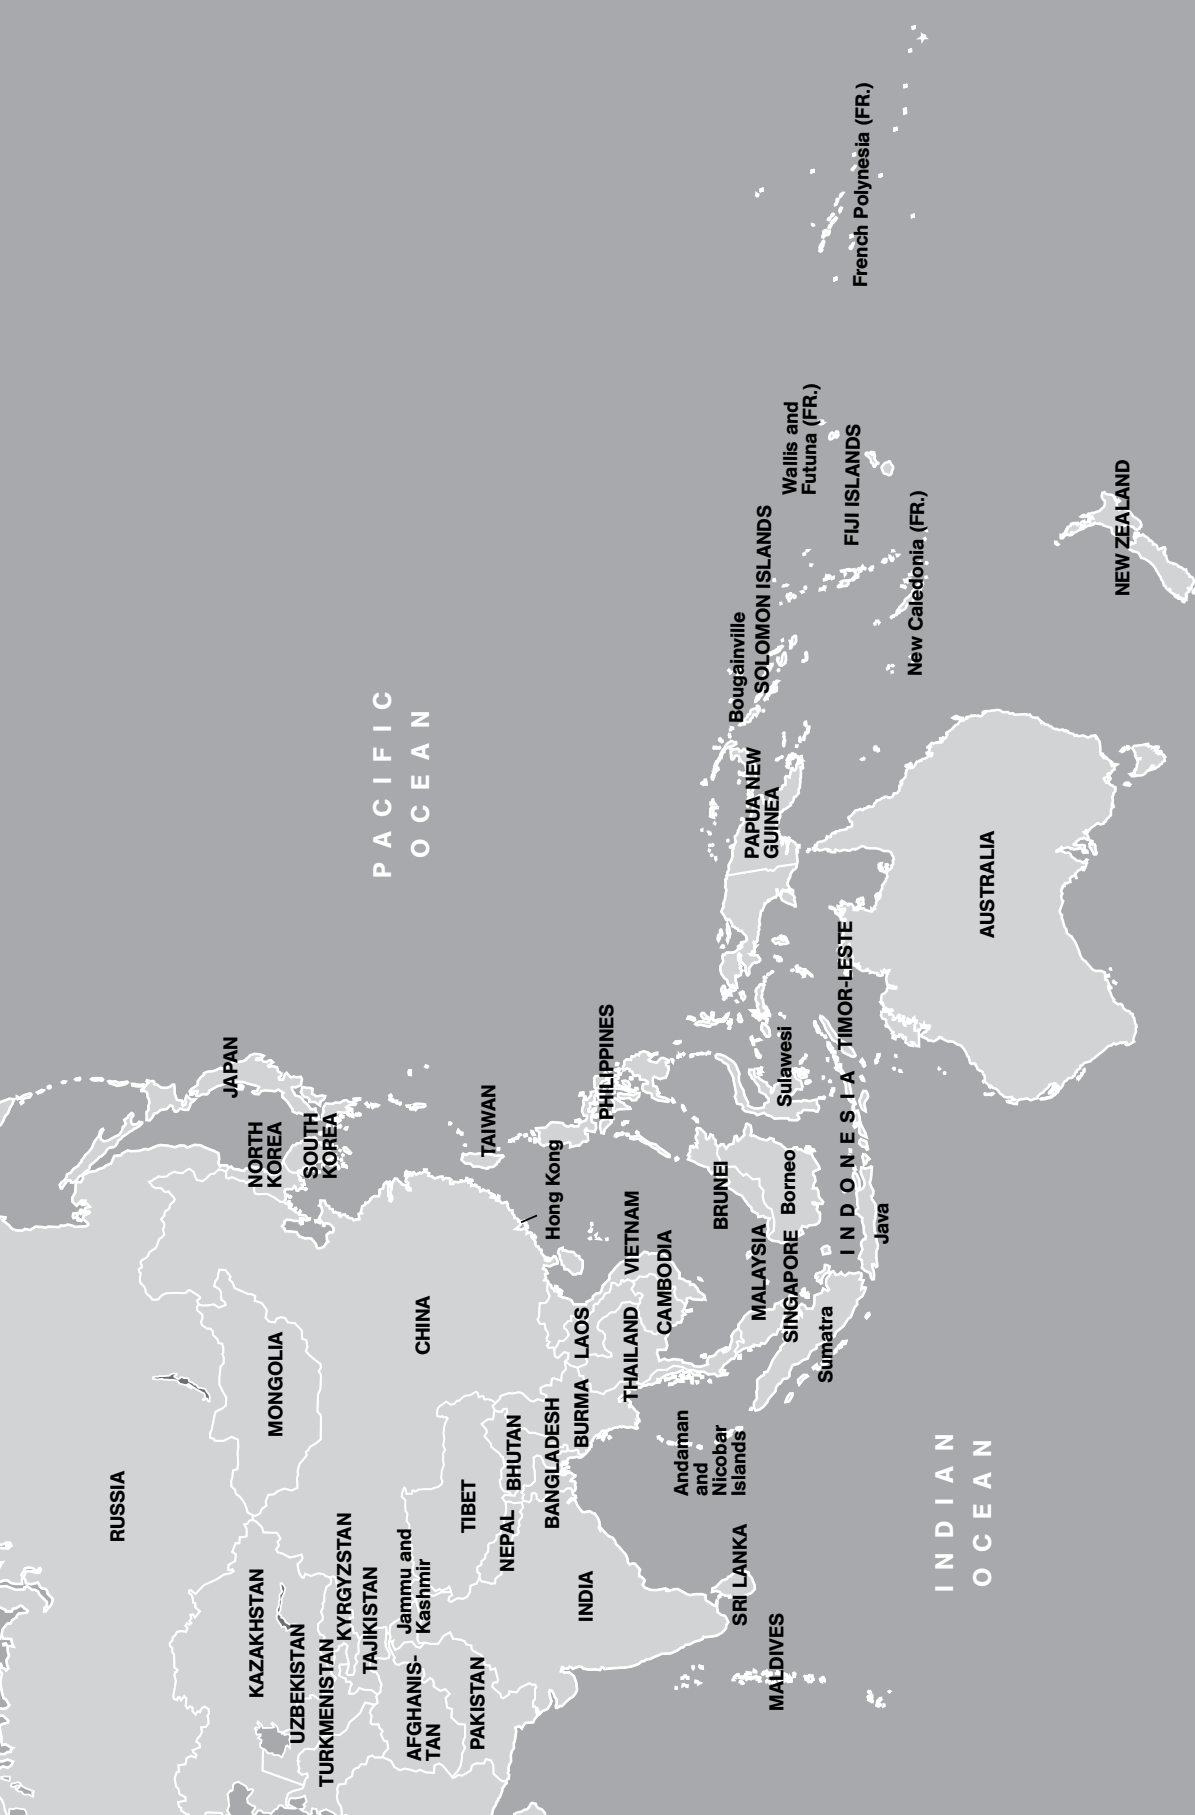 RUSSIA
KAZAKHSTAN
MONGOLIA
UZBEKISTAN
TURKMENISTAN
KYRGYZSTAN
TAJIKISTAN
AFGHANIS-
TAN
Jammu and
Kashmir
PAKISTAN
TIBET
CHINA
NORTH
KOREA
SOUTH
KOREA
JAPAN
PACIFIC
OCEAN
NEPAL
BHUTAN
BANGLADESH
INDIA
BURMA
LAOS
THAILAND
VIETNAM
CAMBODIA
Hong Kong
TAIWAN
PHILIPPINES
Andaman
and
Nicobar
Islands
SRI LANKA
MALDIVES
MALAYSIA
SINGAPORE
BRUNEI
Borneo
Sumatra
INDONESIA
Java
Sulawesi
TIMOR-LESTE
PAPUA NEW
GUINEA
Bougainville
SOLOMON ISLANDS
Wallis and
Futuna (FR.)
FIJI ISLANDS
New Caledonia (FR.)
French Polynesia (FR.)
INDIAN
OCEAN
AUSTRALIA
NEW ZEALAND